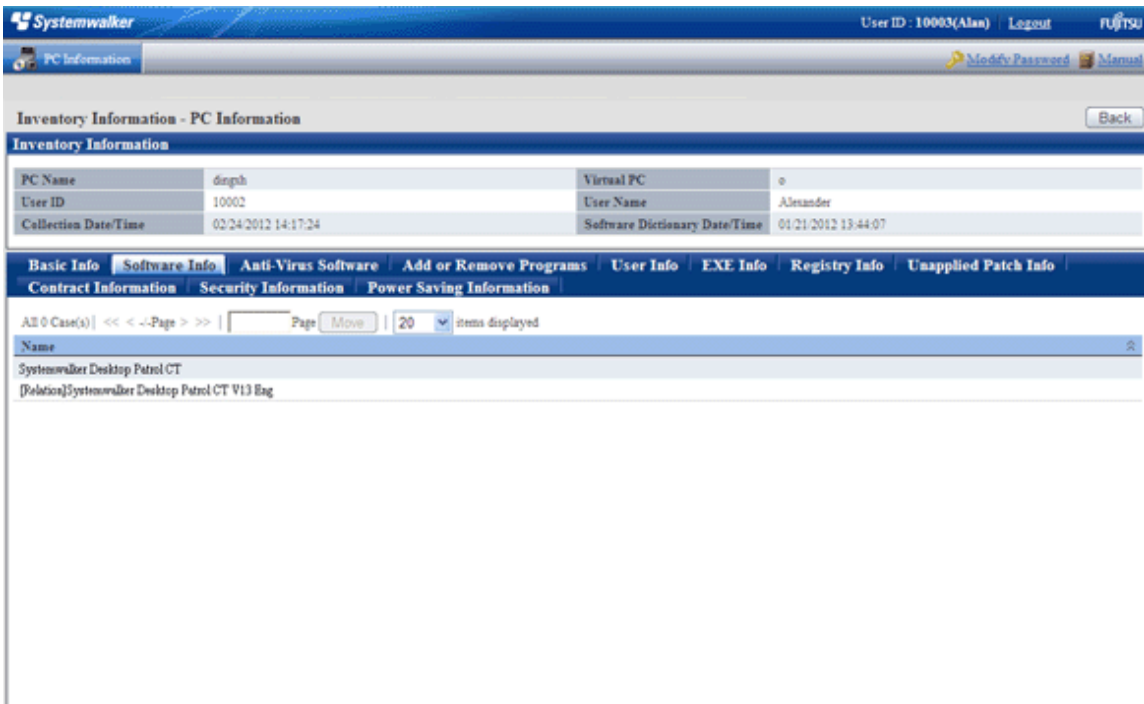 Systemwalker User ID : 10003(Alan) Logout FUJITSU
PC Information Modify Password Manual
Inventory Information - PC Information Back
Inventory Information
PC Name dingzh Virtual PC o
User ID 10002 User Name Alexander
Collection Date/Time 02/24/2012 14:17:24 Software Dictionary Date/Time 01/21/2012 13:44:07
Basic Info Software Info Anti-Virus Software Add or Remove Programs User Info EXE Info Registry Info Unapplied Patch Info
Contract Information Security Information Power Saving Information
All 0 Case(s) | << < -/-Page > >> | Page Move | 20 items displayed
Name
Systemwalker Desktop Patrol CT
[Relation]Systemwalker Desktop Patrol CT V13 Eng